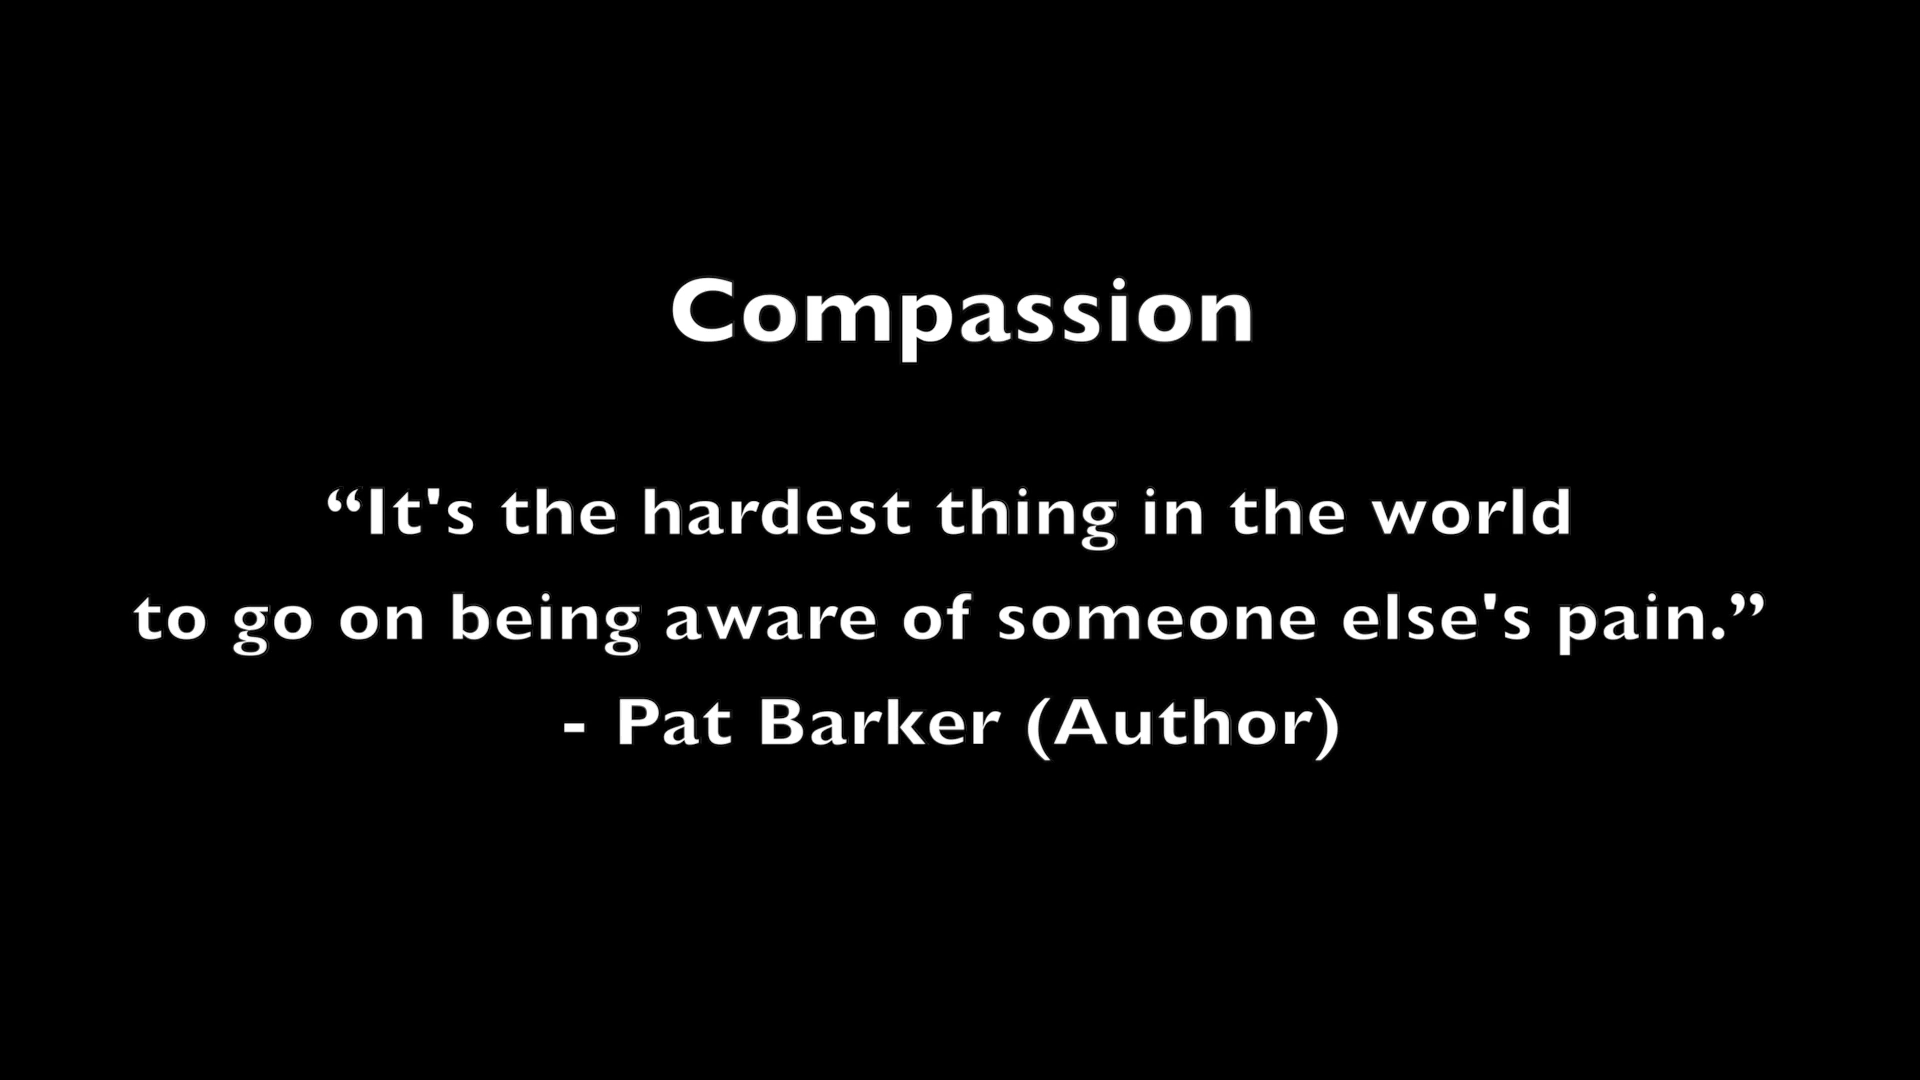 Compassion
“It's the hardest thing in the world
to go on being aware of someone else's pain.”
- Pat Barker (Author)